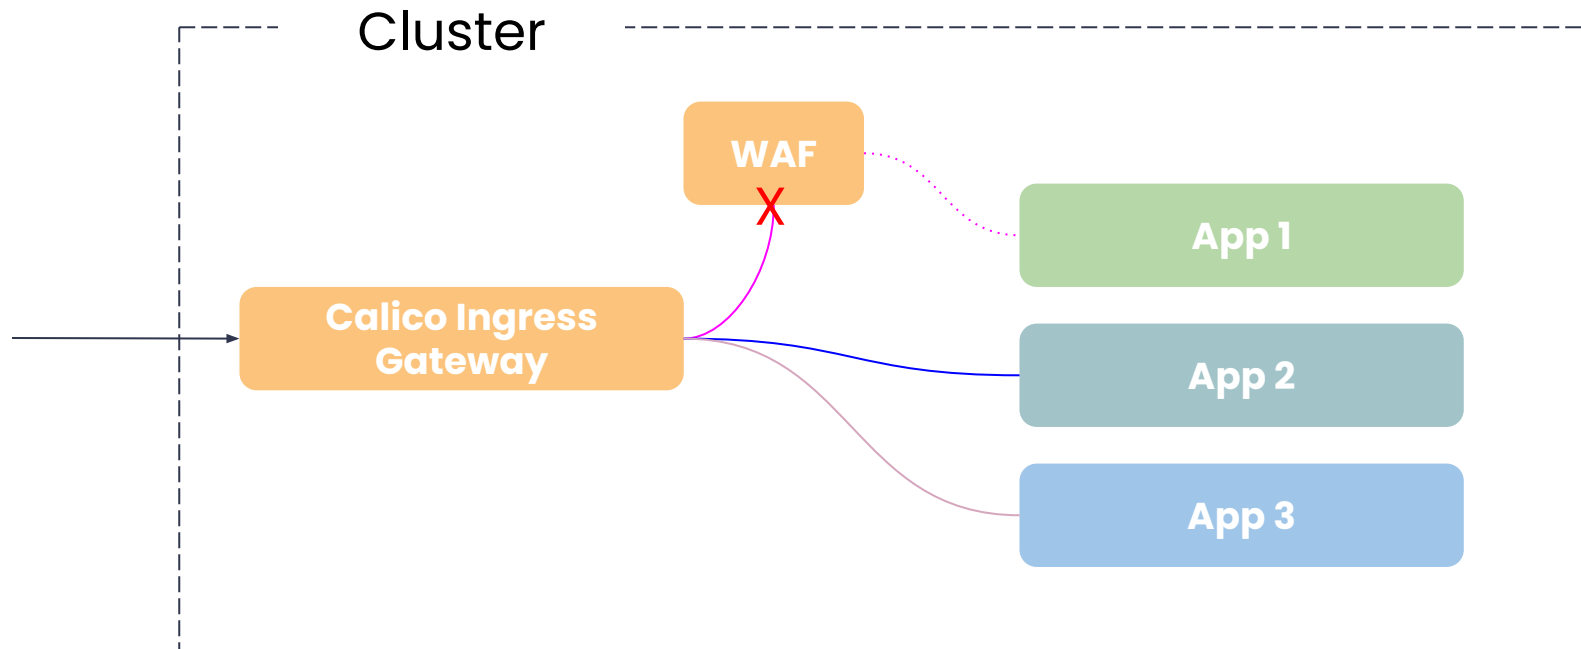 Cluster
WAF
X
App 1
Calico Ingress
Gateway
App 2
App 3